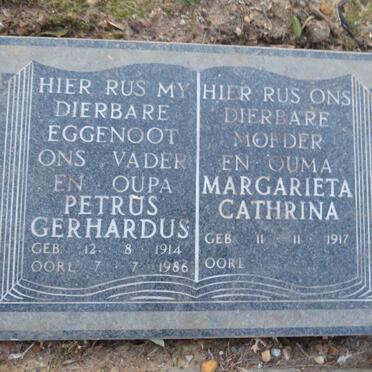 HIER RUS MY
DIERBARE
EGGENOOT
ONS VADER
EN OUPA
PETRUS
GERHARDUS
GEB. 12 - 8 1914
OORL 7 7 1986
HIER RUS ONS
DIERBARE
MOEDER
EN OUMA
MARGARIETA
CATHRINA
GEB 11 11 1917
OORL